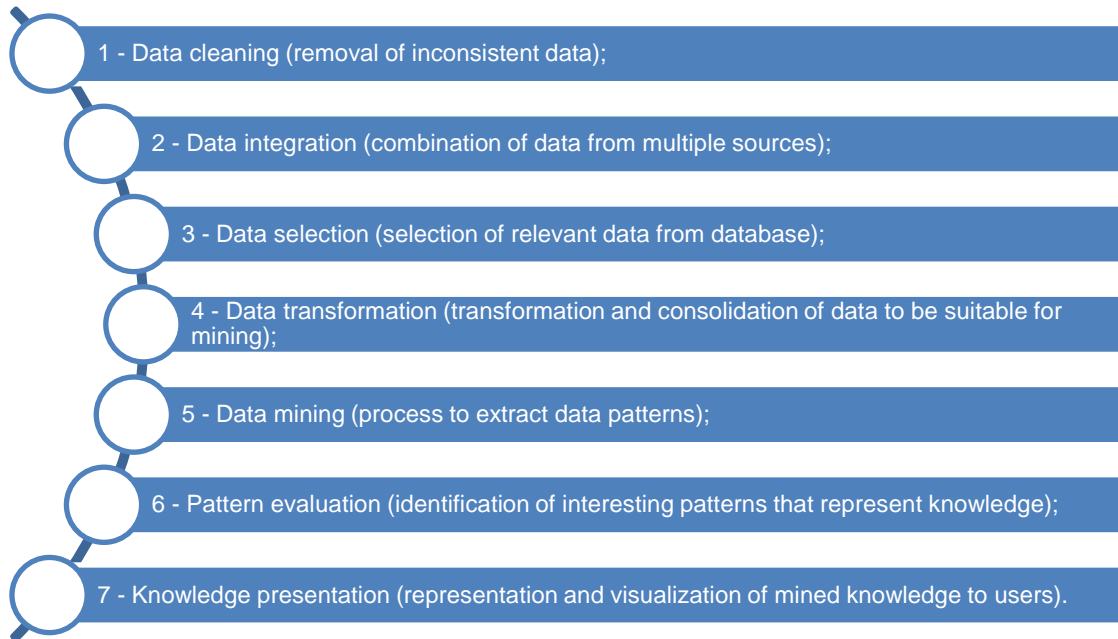 1 - Data cleaning (removal of inconsistent data);
2 - Data integration (combination of data from multiple sources);
3 - Data selection (selection of relevant data from database);
4 - Data transformation (transformation and consolidation of data to be suitable for
mining);
5 - Data mining (process to extract data patterns);
6 - Pattern evaluation (identification of interesting patterns that represent knowledge);
7 - Knowledge presentation (representation and visualization of mined knowledge to users).